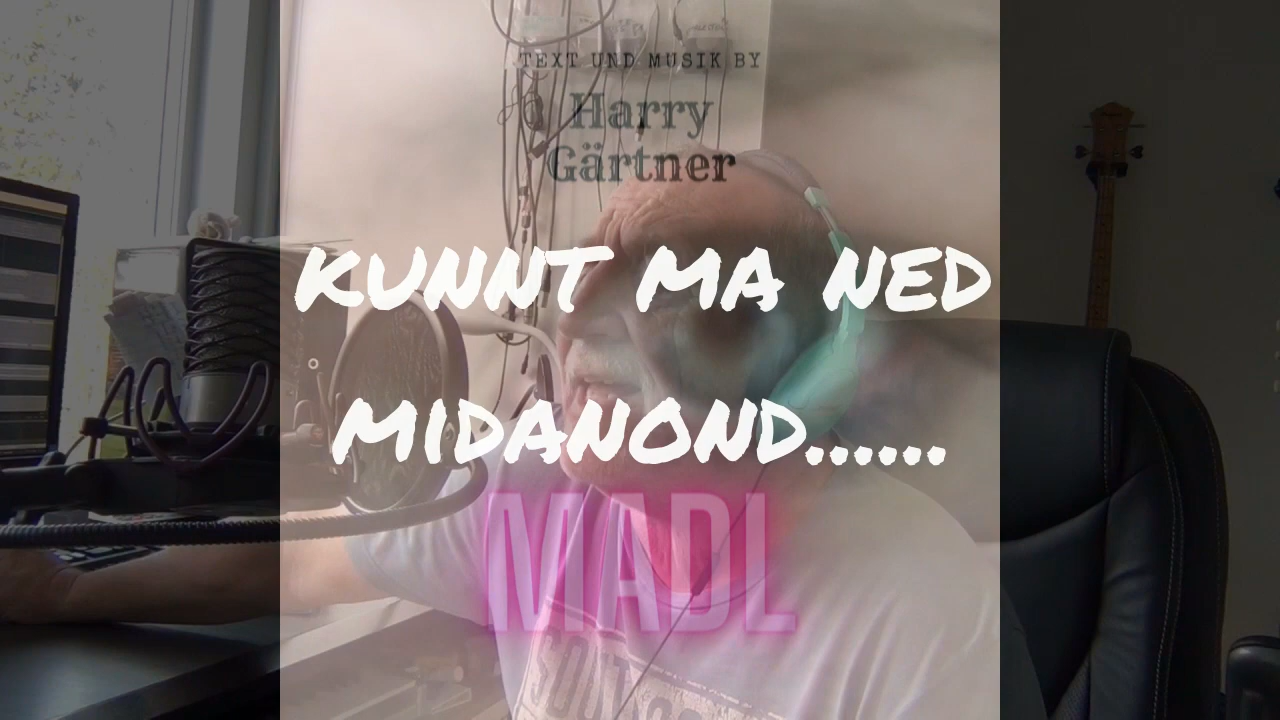 TEXT UND MUSIK BY
Harry
Gärtner
KUNNT MA NED
MIDANOND......
MADL